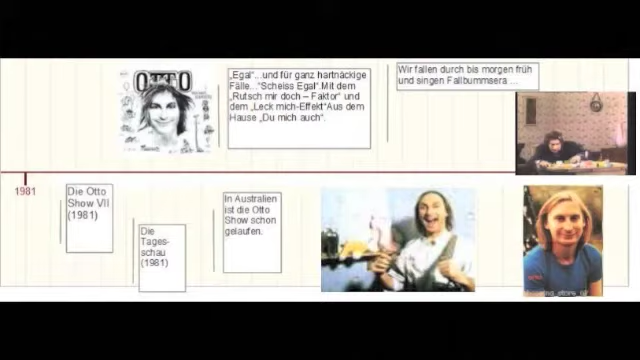 OTTO
„Egal“...und für ganz hartnäckige
Fälle...“Scheiss Egal“.Mit dem
„Rutsch mir doch – Faktor“ und
dem „Leck mich-Effekt“Aus dem
Hause „Du mich auch“.
Wir fallen durch bis morgen früh
und singen Fallbummsera ...
1981
Die Otto
Show VII
(1981)
Die
Tages-
schau
(1981)
In Australien
ist die Otto
Show schon
gelaufen.